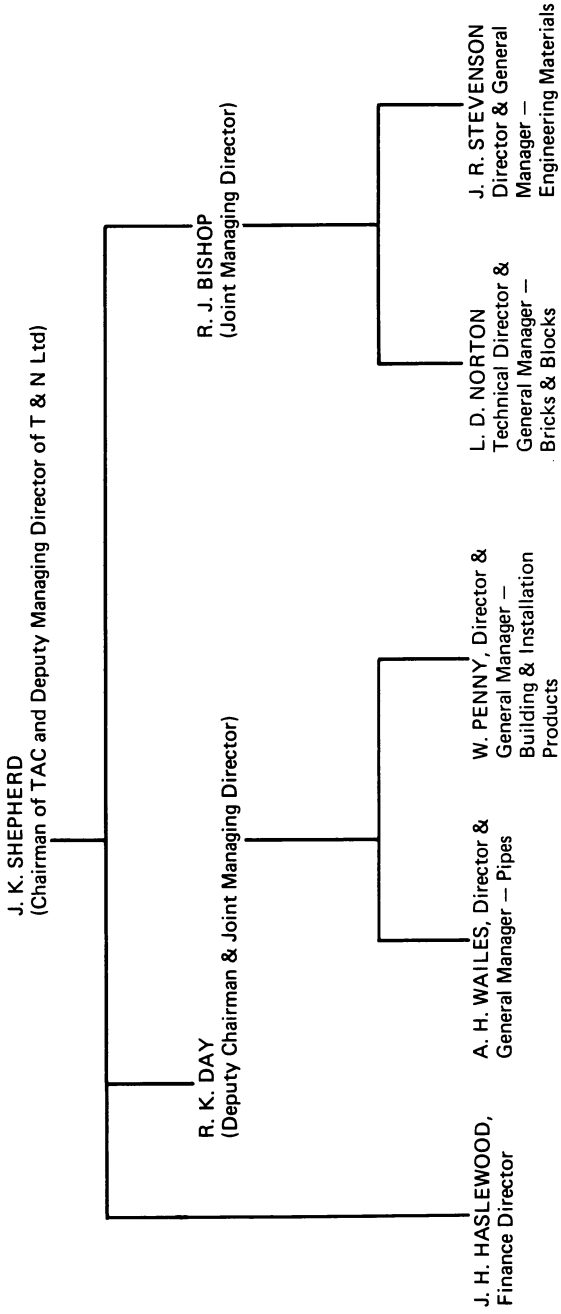 J. K. SHEPHERD
(Chairman of TAC and Deputy Managing Director of T & N Ltd)
R. K. DAY
(Deputy Chairman & Joint Managing Director)
R. J. BISHOP
(Joint Managing Director)
J. H. HASLEWOOD,
Finance Director
A. H. WAILES, Director &
General Manager – Pipes
W. PENNY, Director &
General Manager –
Building & Installation
Products
L. D. NORTON
Technical Director &
General Manager –
Bricks & Blocks
J. R. STEVENSON
Director & General
Manager –
Engineering Materials